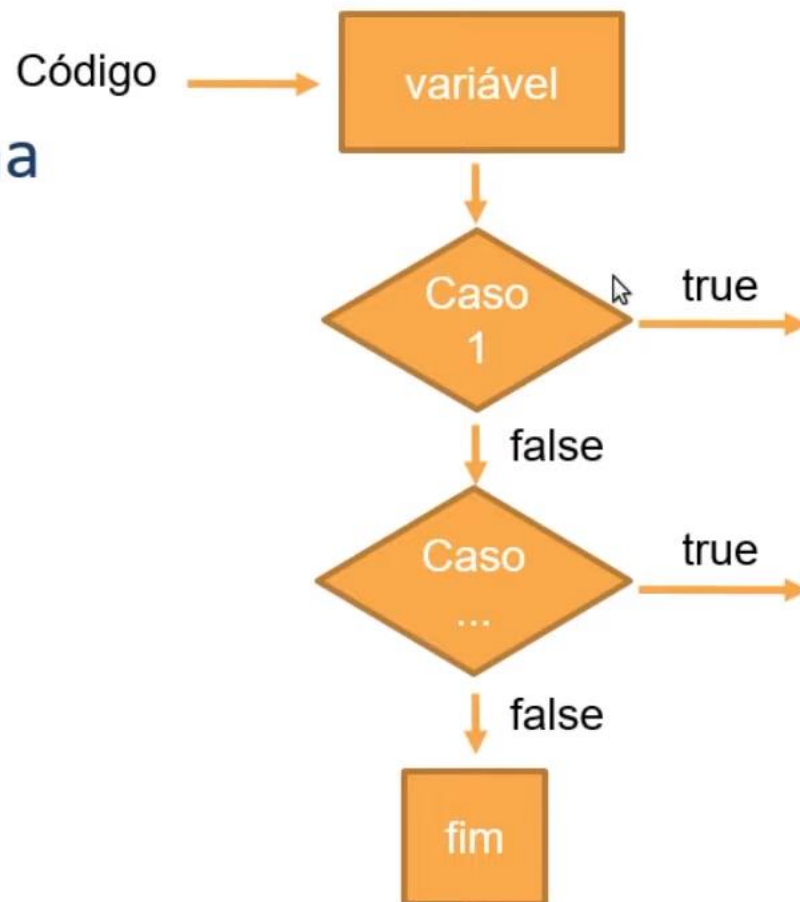 Código
variável
a
Caso
1
true
false
Caso
...
true
false
fim